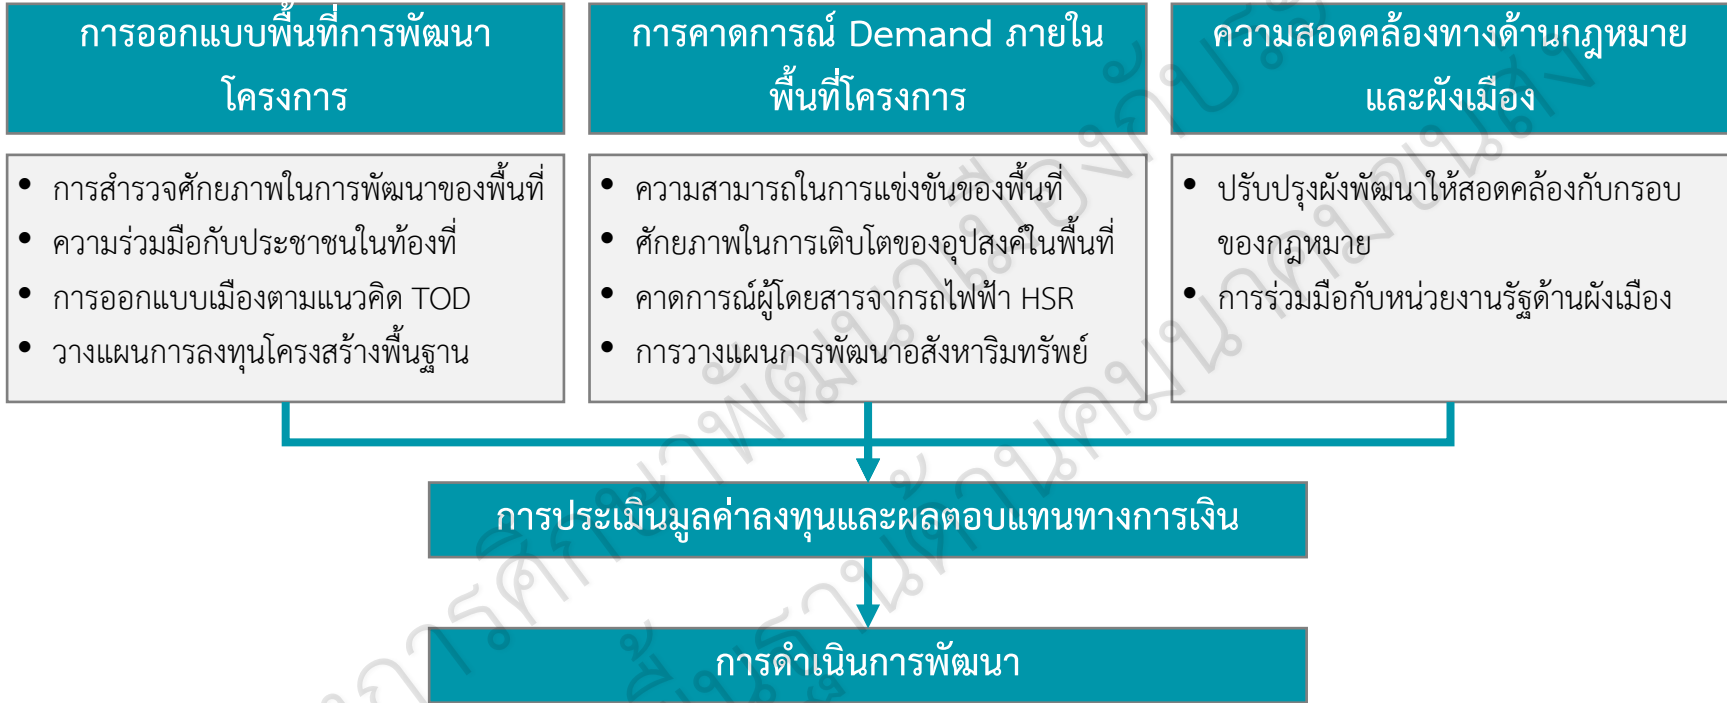 การออกแบบพื้นที่การพัฒนา
โครงการ
• การสำรวจศักยภาพในการพัฒนาของพื้นที่
• ความร่วมมือกับประชาชนในท้องที่
• การออกแบบเมืองตามแนวคิด TOD
• วางแผนการลงทุนโครงสร้างพื้นฐาน
การคาดการณ์ Demand ภายใน
พื้นที่โครงการ
• ความสามารถในการแข่งขันของพื้นที่
• ศักยภาพในการเติบโตของอุปสงค์ในพื้นที่
• คาดการณ์ผู้โดยสารจากรถไฟฟ้า HSR
• การวางแผนการพัฒนาอสังหาริมทรัพย์
ความสอดคล้องทางด้านกฎหมาย
และผังเมือง
• ปรับปรุงผังพัฒนาให้สอดคล้องกับกรอบ
ของกฎหมาย
• การร่วมมือกับหน่วยงานรัฐด้านผังเมือง
การประเมินมูลค่าลงทุนและผลตอบแทนทางการเงิน
การดำเนินการพัฒนา